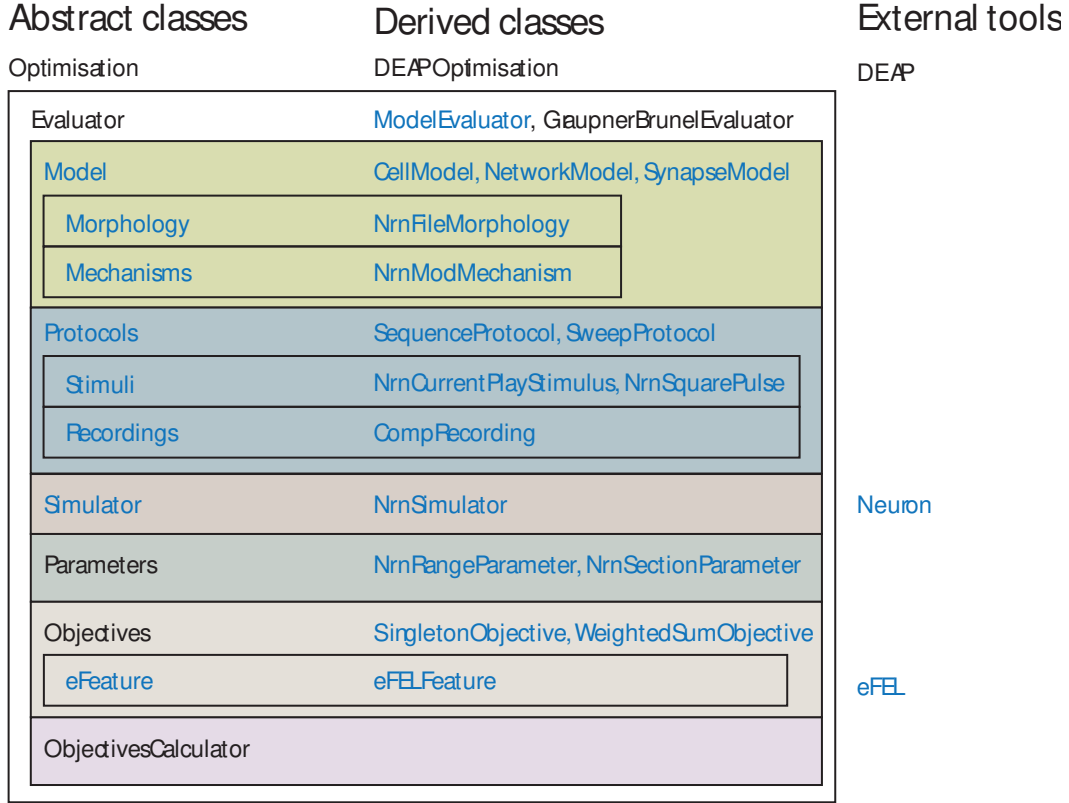 Abstract classes Derived classes External tools
Optimisation DEAPOptimisation DEAP
Evaluator ModelEvaluator, GraupnerBrunelEvaluator
Model CellModel, NetworkModel, SynapseModel
Morphology NrnFileMorphology
Mechanisms NrnModMechanism
Protocols SequenceProtocol, SweepProtocol
Stimuli NrnCurrentPlayStimulus, NrnSquarePulse
Recordings CompRecording
Simulator NrnSimulator Neuron
Parameters NrnRangeParameter, NrnSectionParameter
Objectives SingletonObjective, WeightedSumObjective
eFeature eFELFeature eFEL
ObjectivesCalculator